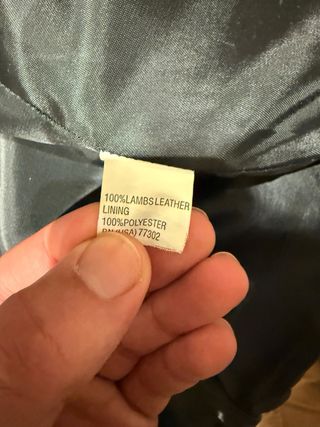 100%LAMBSLEATHER
LINING
100%POLYESTER
RN (USA) 77302